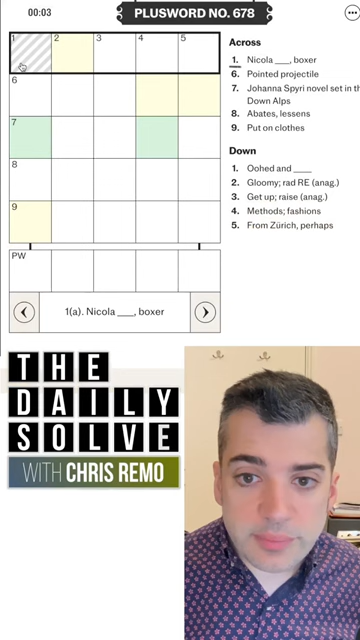 00:03
PLUSWORD NO. 678
1 2 3 4 5
6
7
8
9
PW
1(a). Nicola ___, boxer
Across
1. Nicola ___, boxer
6. Pointed projectile
7. Johanna Spyri novel set in th
Down Alps
8. Abates, lessens
9. Put on clothes
Down
1. Oohed and ___
2. Gloomy; rad RE (anag.)
3. Get up; raise (anag.)
4. Methods; fashions
5. From Zürich, perhaps
THE
DAILY
SOLVE
WITH CHRIS REMO